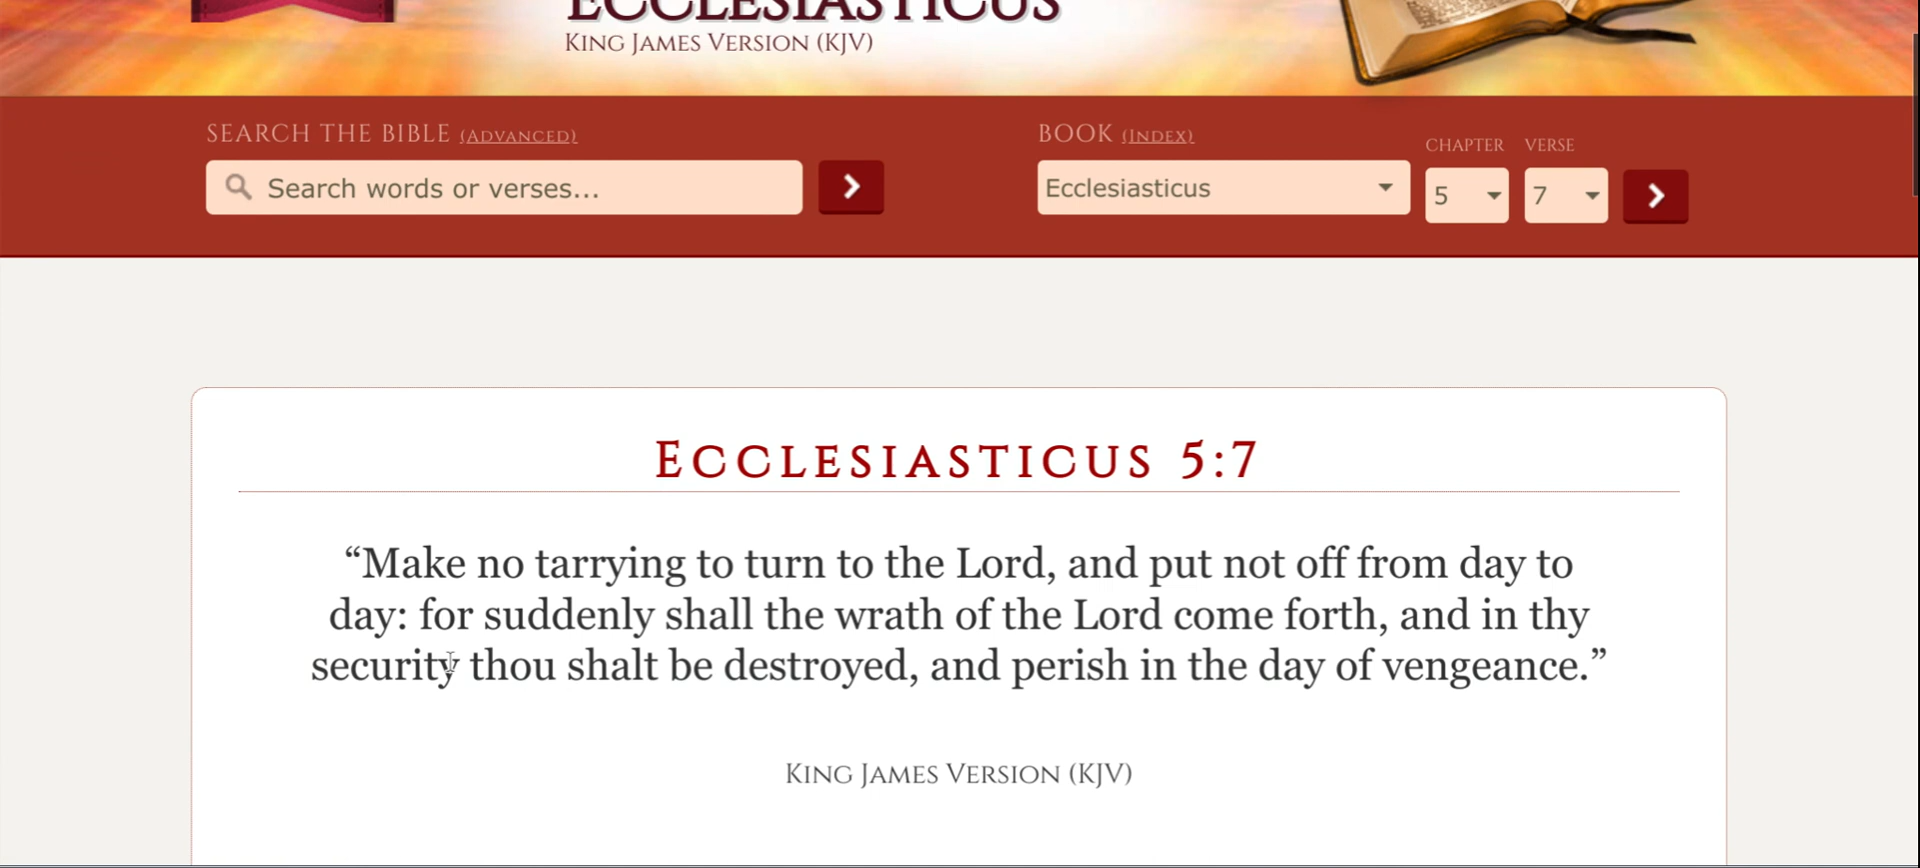 ECCLESIASTICUS
KING JAMES VERSION (KJV)
SEARCH THE BIBLE (ADVANCED)
BOOK (INDEX)
CHAPTER VERSE
Search words or verses...
Ecclesiasticus
5 7
ECCLESIASTICUS 5:7
“Make no tarrying to turn to the Lord, and put not off from day to
day: for suddenly shall the wrath of the Lord come forth, and in thy
security thou shalt be destroyed, and perish in the day of vengeance.”
KING JAMES VERSION (KJV)